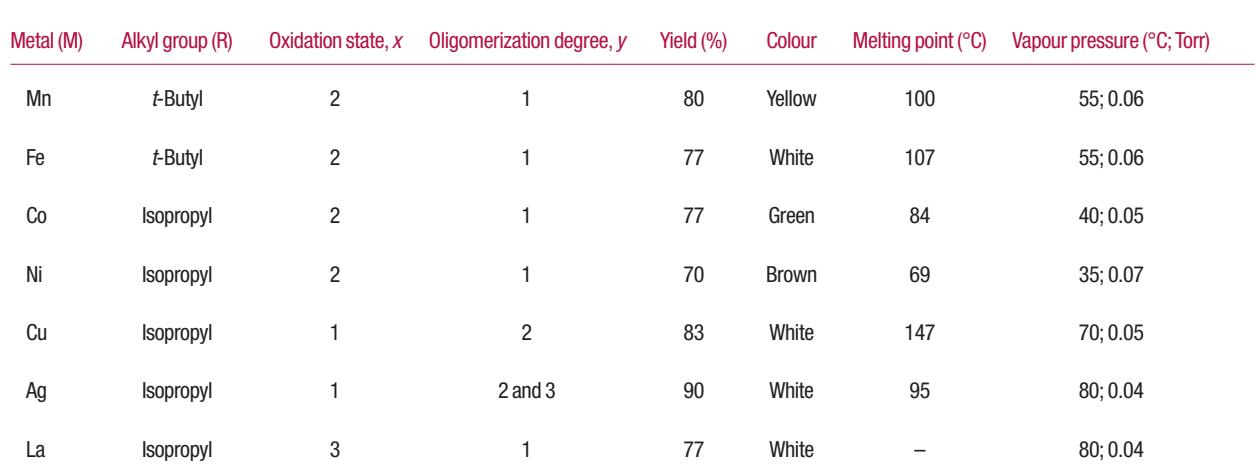 Metal (M) Alkyl group (R) Oxidation state, x Oligomerization degree, y Yield (%) Colour Melting point (°C) Vapour pressure (°C; Torr)
Mn t-Butyl 2 1 80 Yellow 100 55; 0.06
Fe t-Butyl 2 1 77 White 107 55; 0.06
Co Isopropyl 2 1 77 Green 84 40; 0.05
Ni Isopropyl 2 1 70 Brown 69 35; 0.07
Cu Isopropyl 1 2 83 White 147 70; 0.05
Ag Isopropyl 1 2 and 3 90 White 95 80; 0.04
La Isopropyl 3 1 77 White – 80; 0.04